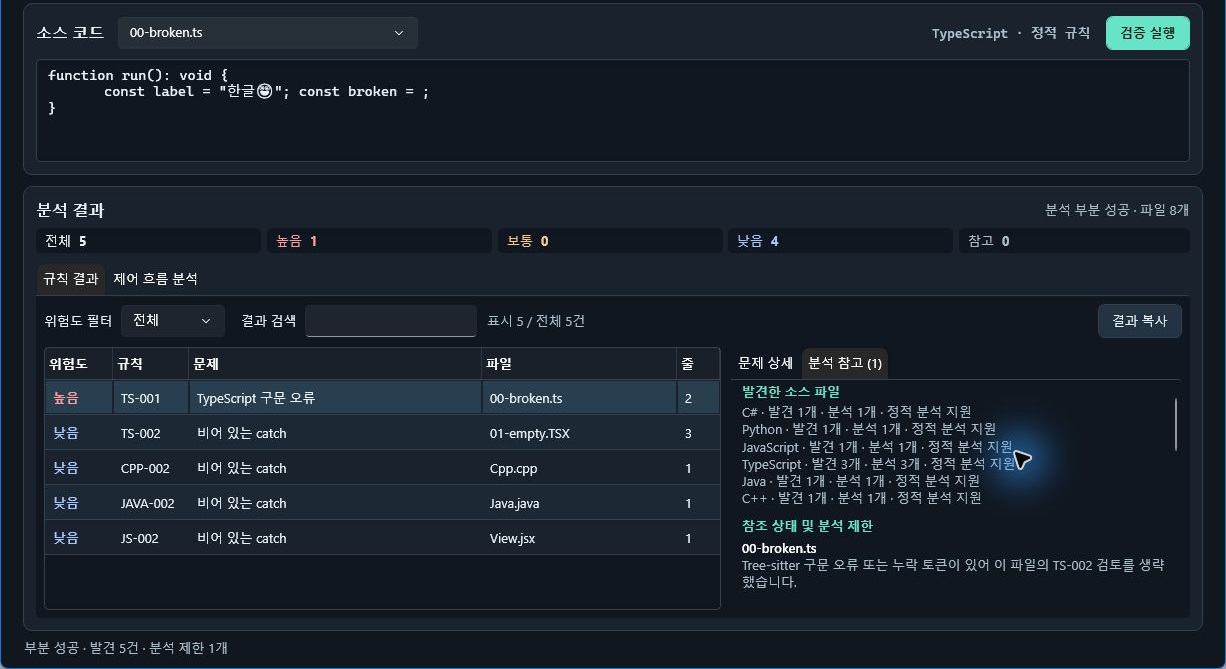 소스 코드 00-broken.ts TypeScript · 정적 규칙 검증 실행
function run(): void {
const label = "한글😀"; const broken = ;
}
분석 결과 분석 부분 성공 · 파일 8개
전체 5 높음 1 보통 0 낮음 4 참고 0
규칙 결과 제어 흐름 분석
위험도 필터 전체 결과 검색 표시 5 / 전체 5건 결과 복사
위험도 규칙 문제 파일 줄
높음 TS-001 TypeScript 구문 오류 00-broken.ts 2
낮음 TS-002 비어 있는 catch 01-empty.TSX 3
낮음 CPP-002 비어 있는 catch Cpp.cpp 1
낮음 JAVA-002 비어 있는 catch Java.java 1
낮음 JS-002 비어 있는 catch View.jsx 1
문제 상세 분석 참고 (1)
발견한 소스 파일
C# · 발견 1개 · 분석 1개 · 정적 분석 지원
Python · 발견 1개 · 분석 1개 · 정적 분석 지원
JavaScript · 발견 1개 · 분석 1개 · 정적 분석 지원
TypeScript · 발견 3개 · 분석 3개 · 정적 분석 지원
Java · 발견 1개 · 분석 1개 · 정적 분석 지원
C++ · 발견 1개 · 분석 1개 · 정적 분석 지원
참조 상태 및 분석 제한
00-broken.ts
Tree-sitter 구문 오류 또는 누락 토큰이 있어 이 파일의 TS-002 검토를 생략
했습니다.
부분 성공 · 발견 5건 · 분석 제한 1개